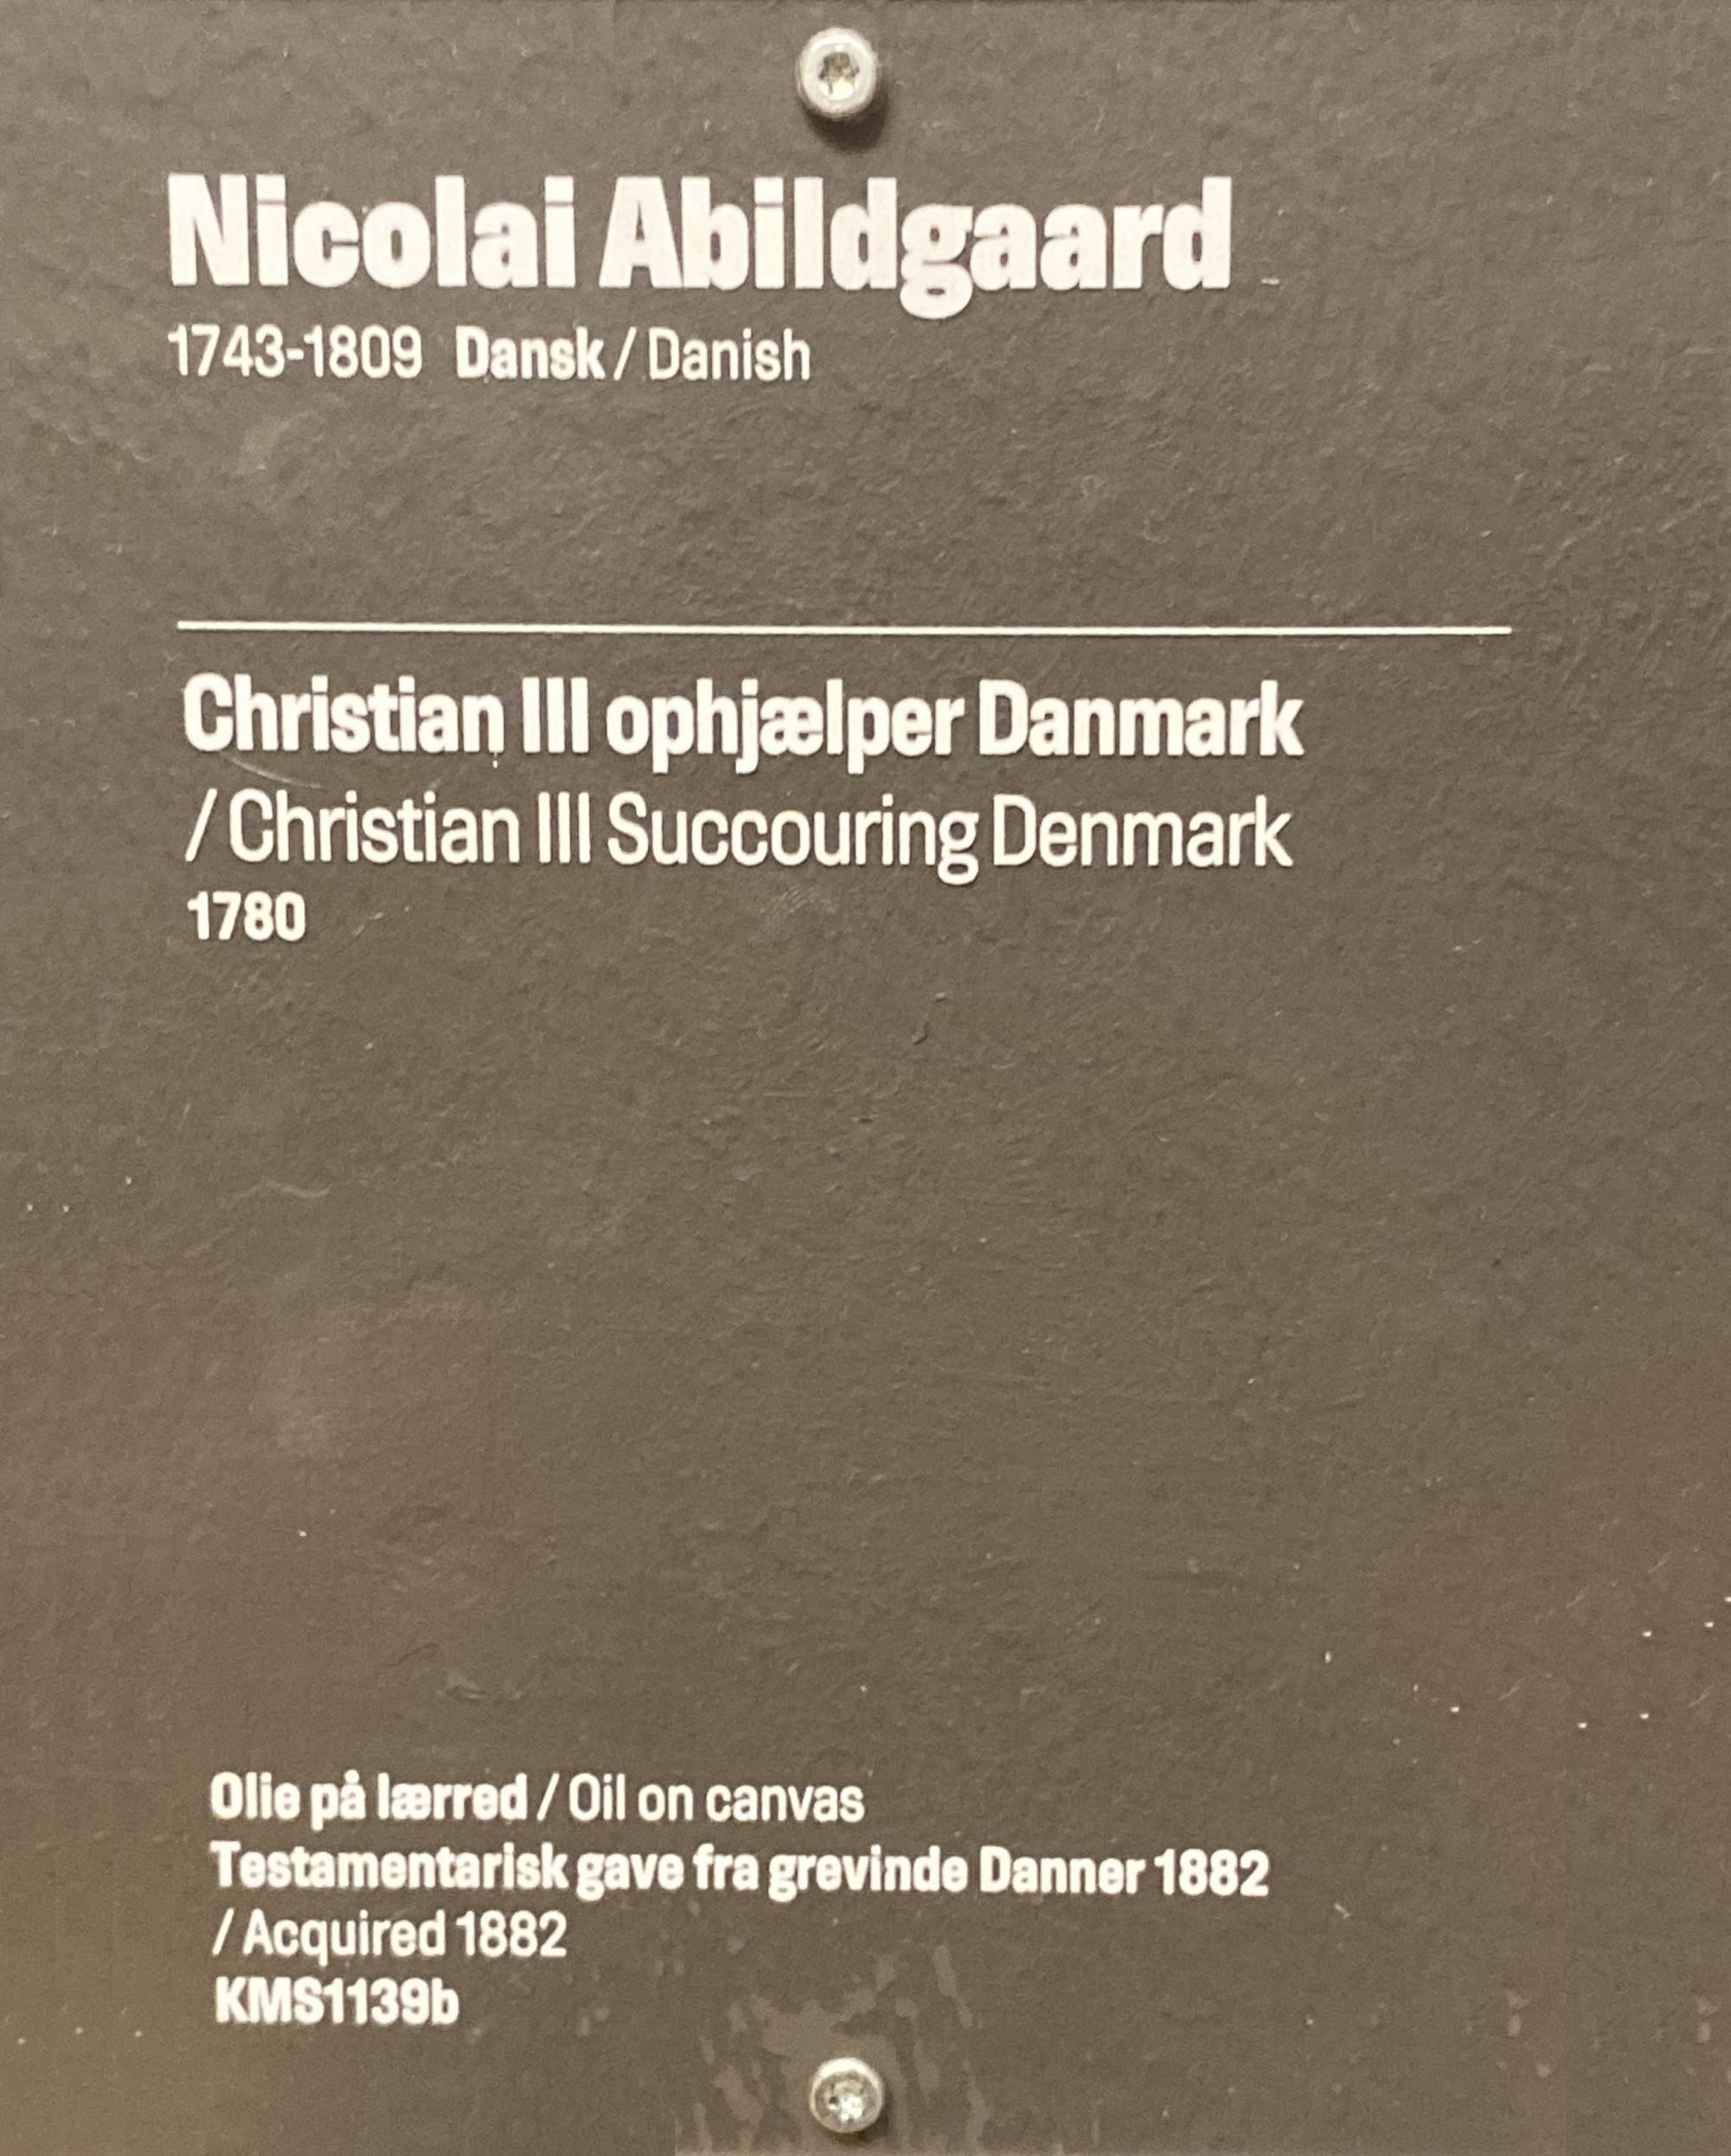 Nicolai Abildgaard
1743-1809 Dansk / Danish
Christian III ophjælper Danmark
/ Christian III Succouring Denmark
1780
Olie på lærred / Oil on canvas
Testamentarisk gave fra grevinde Danner 1882
/ Acquired 1882
KMS1139b